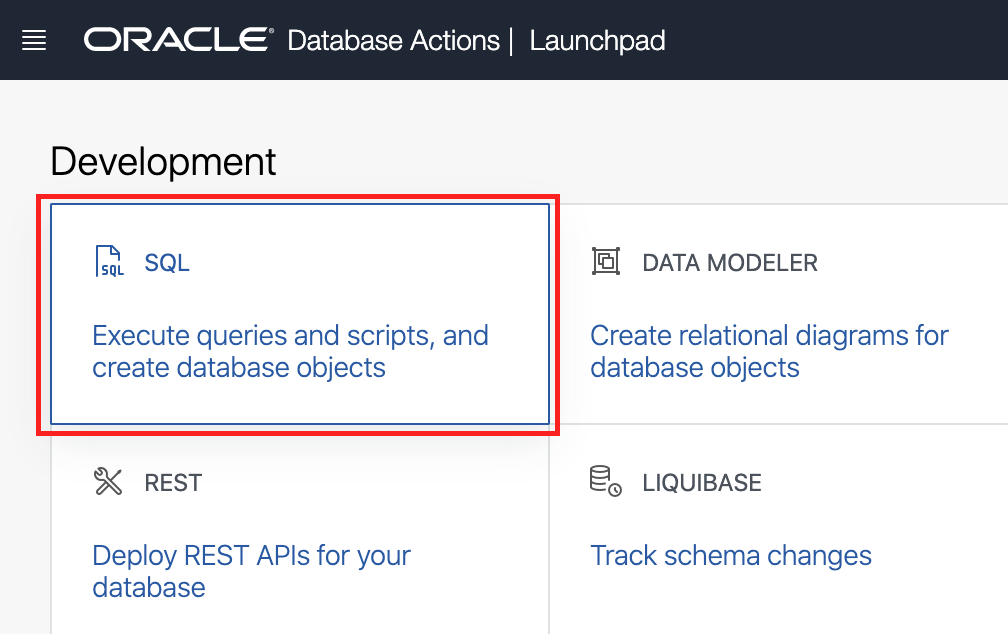 ORACLE® Database Actions | Launchpad
Development
SQL
SQL
Execute queries and scripts, and
create database objects
DATA MODELER
Create relational diagrams for
database objects
REST
Deploy REST APIs for your
database
LIQUIBASE
Track schema changes